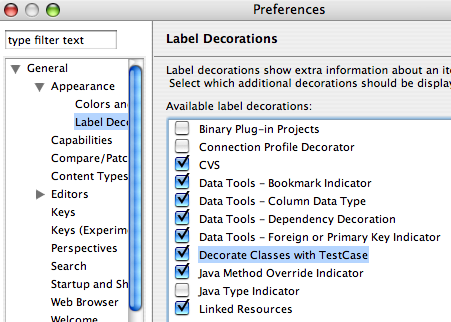 Preferences
type filter text
General
Appearance
Colors an
Label Deco
Capabilities
Compare/Patc
Content Types
Editors
Keys
Keys (Experim
Perspectives
Search
Startup and Sh
Web Browser
Welcome
Label Decorations
Label decorations show extra information about an ite
Select which additional decorations should be displa
Available label decorations:
Binary Plug-in Projects
Connection Profile Decorator
CVS
Data Tools - Bookmark Indicator
Data Tools - Column Data Type
Data Tools - Dependency Decoration
Data Tools - Foreign or Primary Key Indicator
Decorate Classes with TestCase
Java Method Override Indicator
Java Type Indicator
Linked Resources